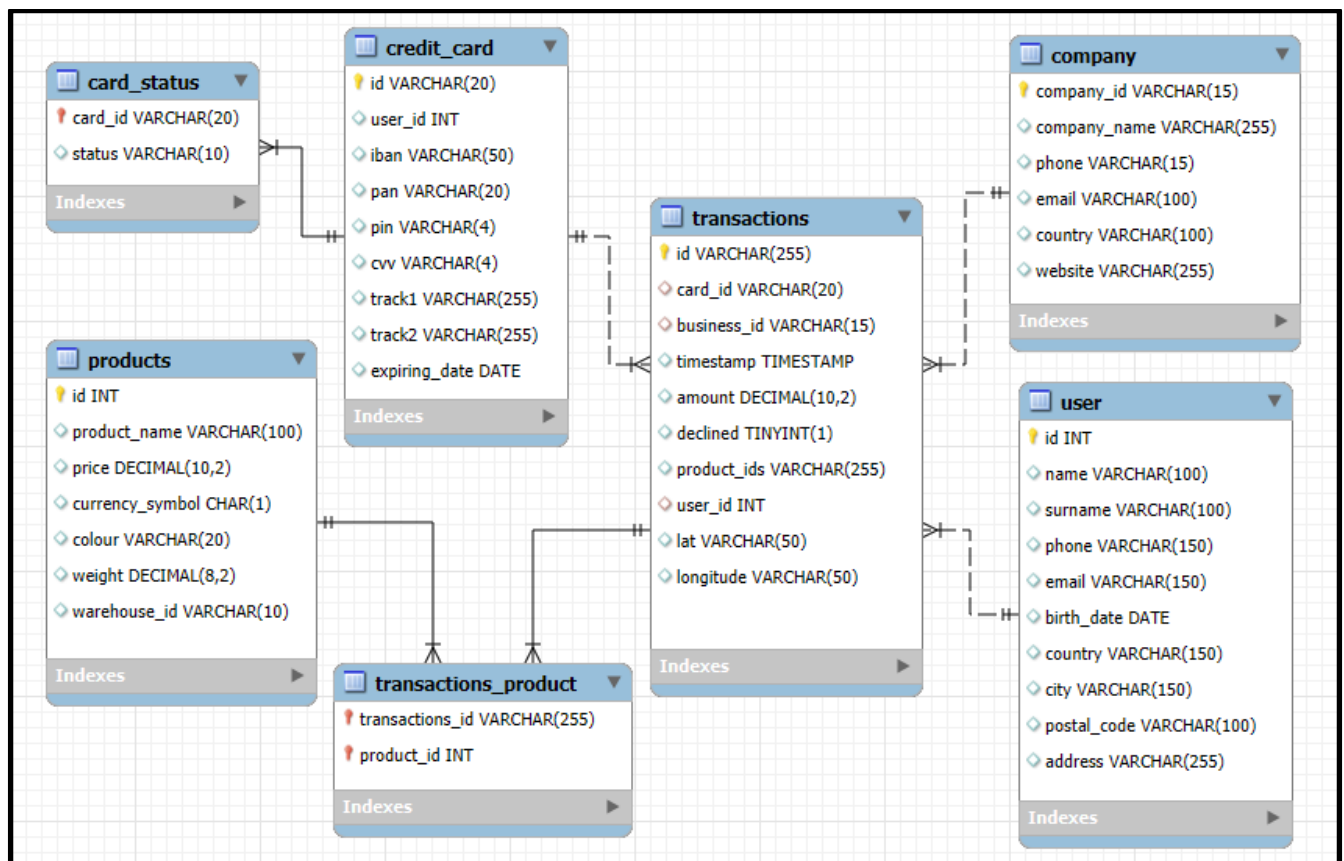 card_status
card_id VARCHAR(20)
status VARCHAR(10)
Indexes
credit_card
id VARCHAR(20)
user_id INT
iban VARCHAR(50)
pan VARCHAR(20)
pin VARCHAR(4)
cvv VARCHAR(4)
track1 VARCHAR(255)
track2 VARCHAR(255)
expiring_date DATE
Indexes
company
company_id VARCHAR(15)
company_name VARCHAR(255)
phone VARCHAR(15)
email VARCHAR(100)
country VARCHAR(100)
website VARCHAR(255)
Indexes
transactions
id VARCHAR(255)
card_id VARCHAR(20)
business_id VARCHAR(15)
timestamp TIMESTAMP
amount DECIMAL(10,2)
declined TINYINT(1)
product_ids VARCHAR(255)
user_id INT
lat VARCHAR(50)
longitude VARCHAR(50)
Indexes
products
id INT
product_name VARCHAR(100)
price DECIMAL(10,2)
currency_symbol CHAR(1)
colour VARCHAR(20)
weight DECIMAL(8,2)
warehouse_id VARCHAR(10)
Indexes
user
id INT
name VARCHAR(100)
surname VARCHAR(100)
phone VARCHAR(150)
email VARCHAR(150)
birth_date DATE
country VARCHAR(150)
city VARCHAR(150)
postal_code VARCHAR(100)
address VARCHAR(255)
Indexes
transactions_product
transactions_id VARCHAR(255)
product_id INT
Indexes